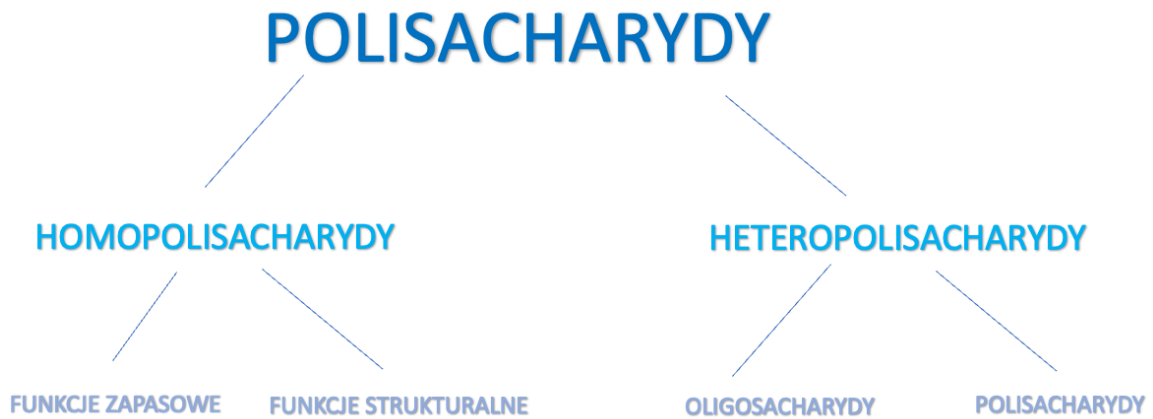 POLISACHARYDY
HOMOPOLISACHARYDY
HETEROPOLISACHARYDY
FUNKCJE ZAPASOWE
FUNKCJE STRUKTURALNE
OLIGOSACHARYDY
POLISACHARYDY